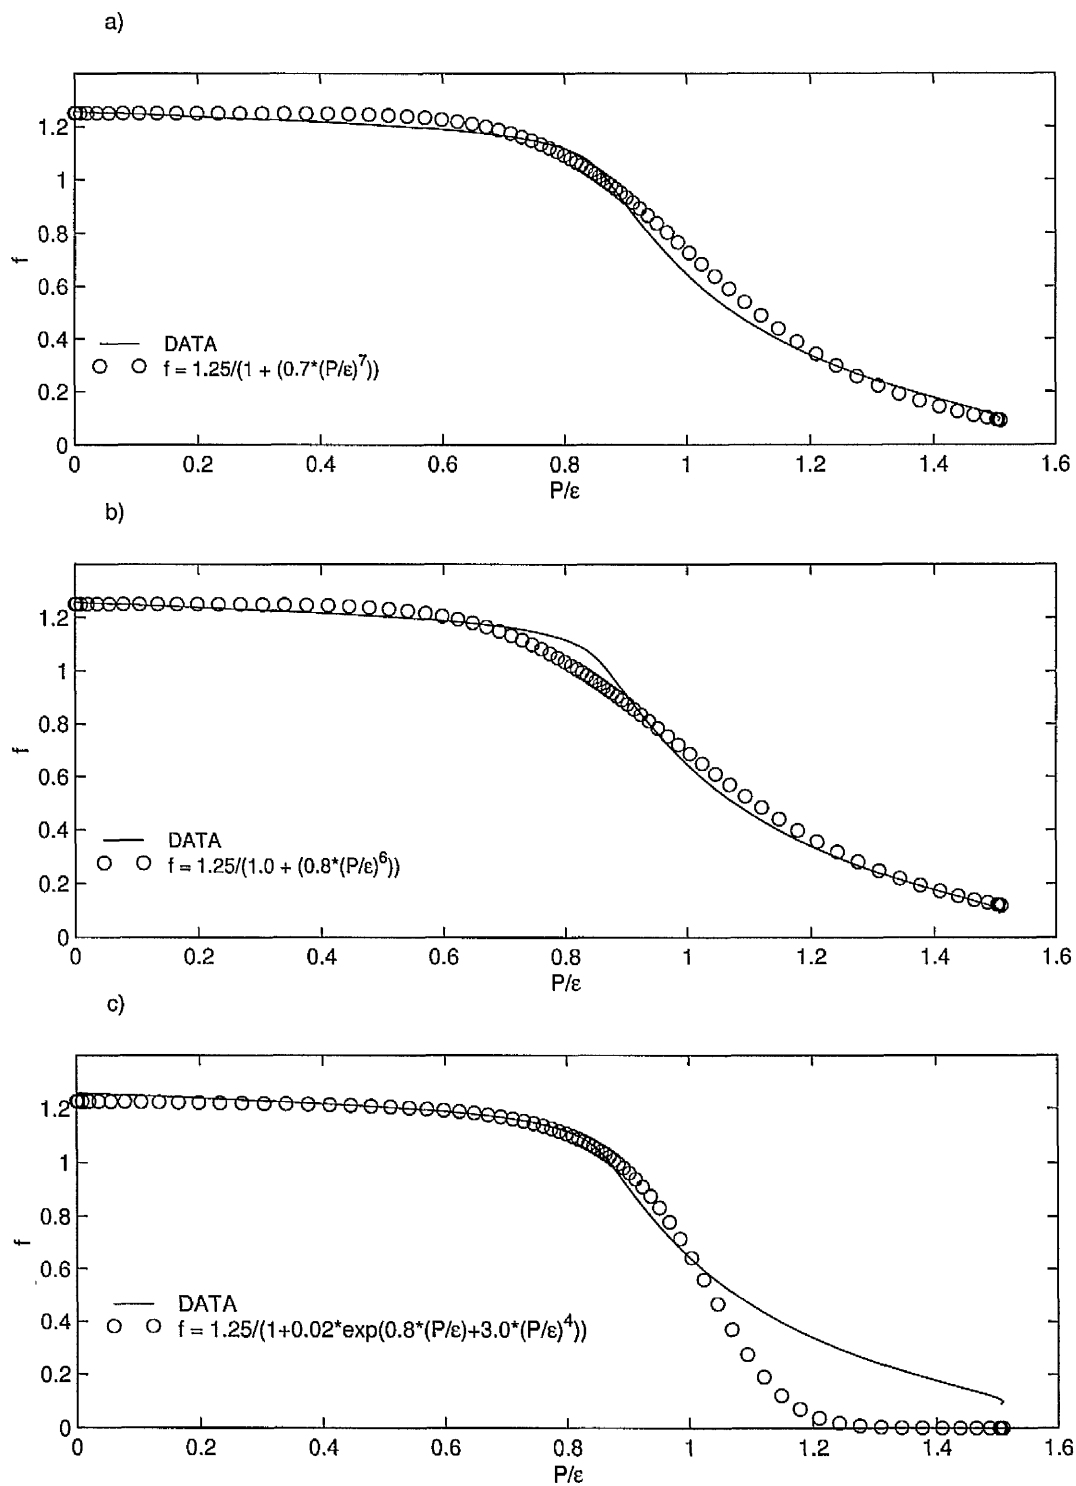 a)
1.2
1
0.8
0.6
0.4
0.2
0
f
DATA
f = 1.25/(1 + (0.7*(P/ε)^7))
0 0.2 0.4 0.6 0.8 1 1.2 1.4 1.6
P/ε
b)
1.2
1
0.8
0.6
0.4
0.2
0
f
DATA
f = 1.25/(1.0 + (0.8*(P/ε)^6))
0 0.2 0.4 0.6 0.8 1 1.2 1.4 1.6
P/ε
c)
1.2
1
0.8
0.6
0.4
0.2
0
f
DATA
f = 1.25/(1+0.02*exp(0.8*(P/ε)+3.0*(P/ε)^4))
0 0.2 0.4 0.6 0.8 1 1.2 1.4 1.6
P/ε